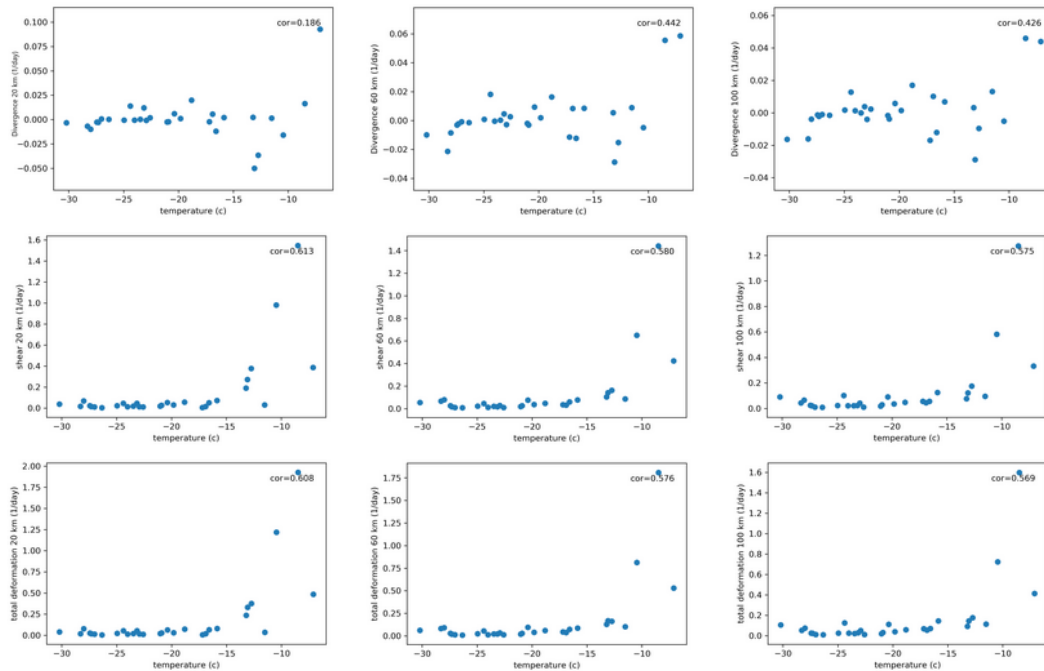 cor=0.186
Divergence 20 km (1/day)
0.100
0.075
0.050
0.025
0.000
−0.025
−0.050
−30 −25 −20 −15 −10
temperature (c)
cor=0.442
Divergence 60 km (1/day)
0.06
0.04
0.02
0.00
−0.02
−0.04
−30 −25 −20 −15 −10
temperature (c)
cor=0.426
Divergence 100 km (1/day)
0.06
0.04
0.02
0.00
−0.02
−0.04
−30 −25 −20 −15 −10
temperature (c)
cor=0.613
shear 20 km (1/day)
1.6
1.4
1.2
1.0
0.8
0.6
0.4
0.2
0.0
−30 −25 −20 −15 −10
temperature (c)
cor=0.580
shear 60 km (1/day)
1.4
1.2
1.0
0.8
0.6
0.4
0.2
0.0
−30 −25 −20 −15 −10
temperature (c)
cor=0.575
shear 100 km (1/day)
1.2
1.0
0.8
0.6
0.4
0.2
0.0
−30 −25 −20 −15 −10
temperature (c)
cor=0.608
total deformation 20 km (1/day)
2.00
1.75
1.50
1.25
1.00
0.75
0.50
0.25
0.00
−30 −25 −20 −15 −10
temperature (c)
cor=0.576
total deformation 60 km (1/day)
1.75
1.50
1.25
1.00
0.75
0.50
0.25
0.00
−30 −25 −20 −15 −10
temperature (c)
cor=0.569
total deformation 100 km (1/day)
1.6
1.4
1.2
1.0
0.8
0.6
0.4
0.2
0.0
−30 −25 −20 −15 −10
temperature (c)